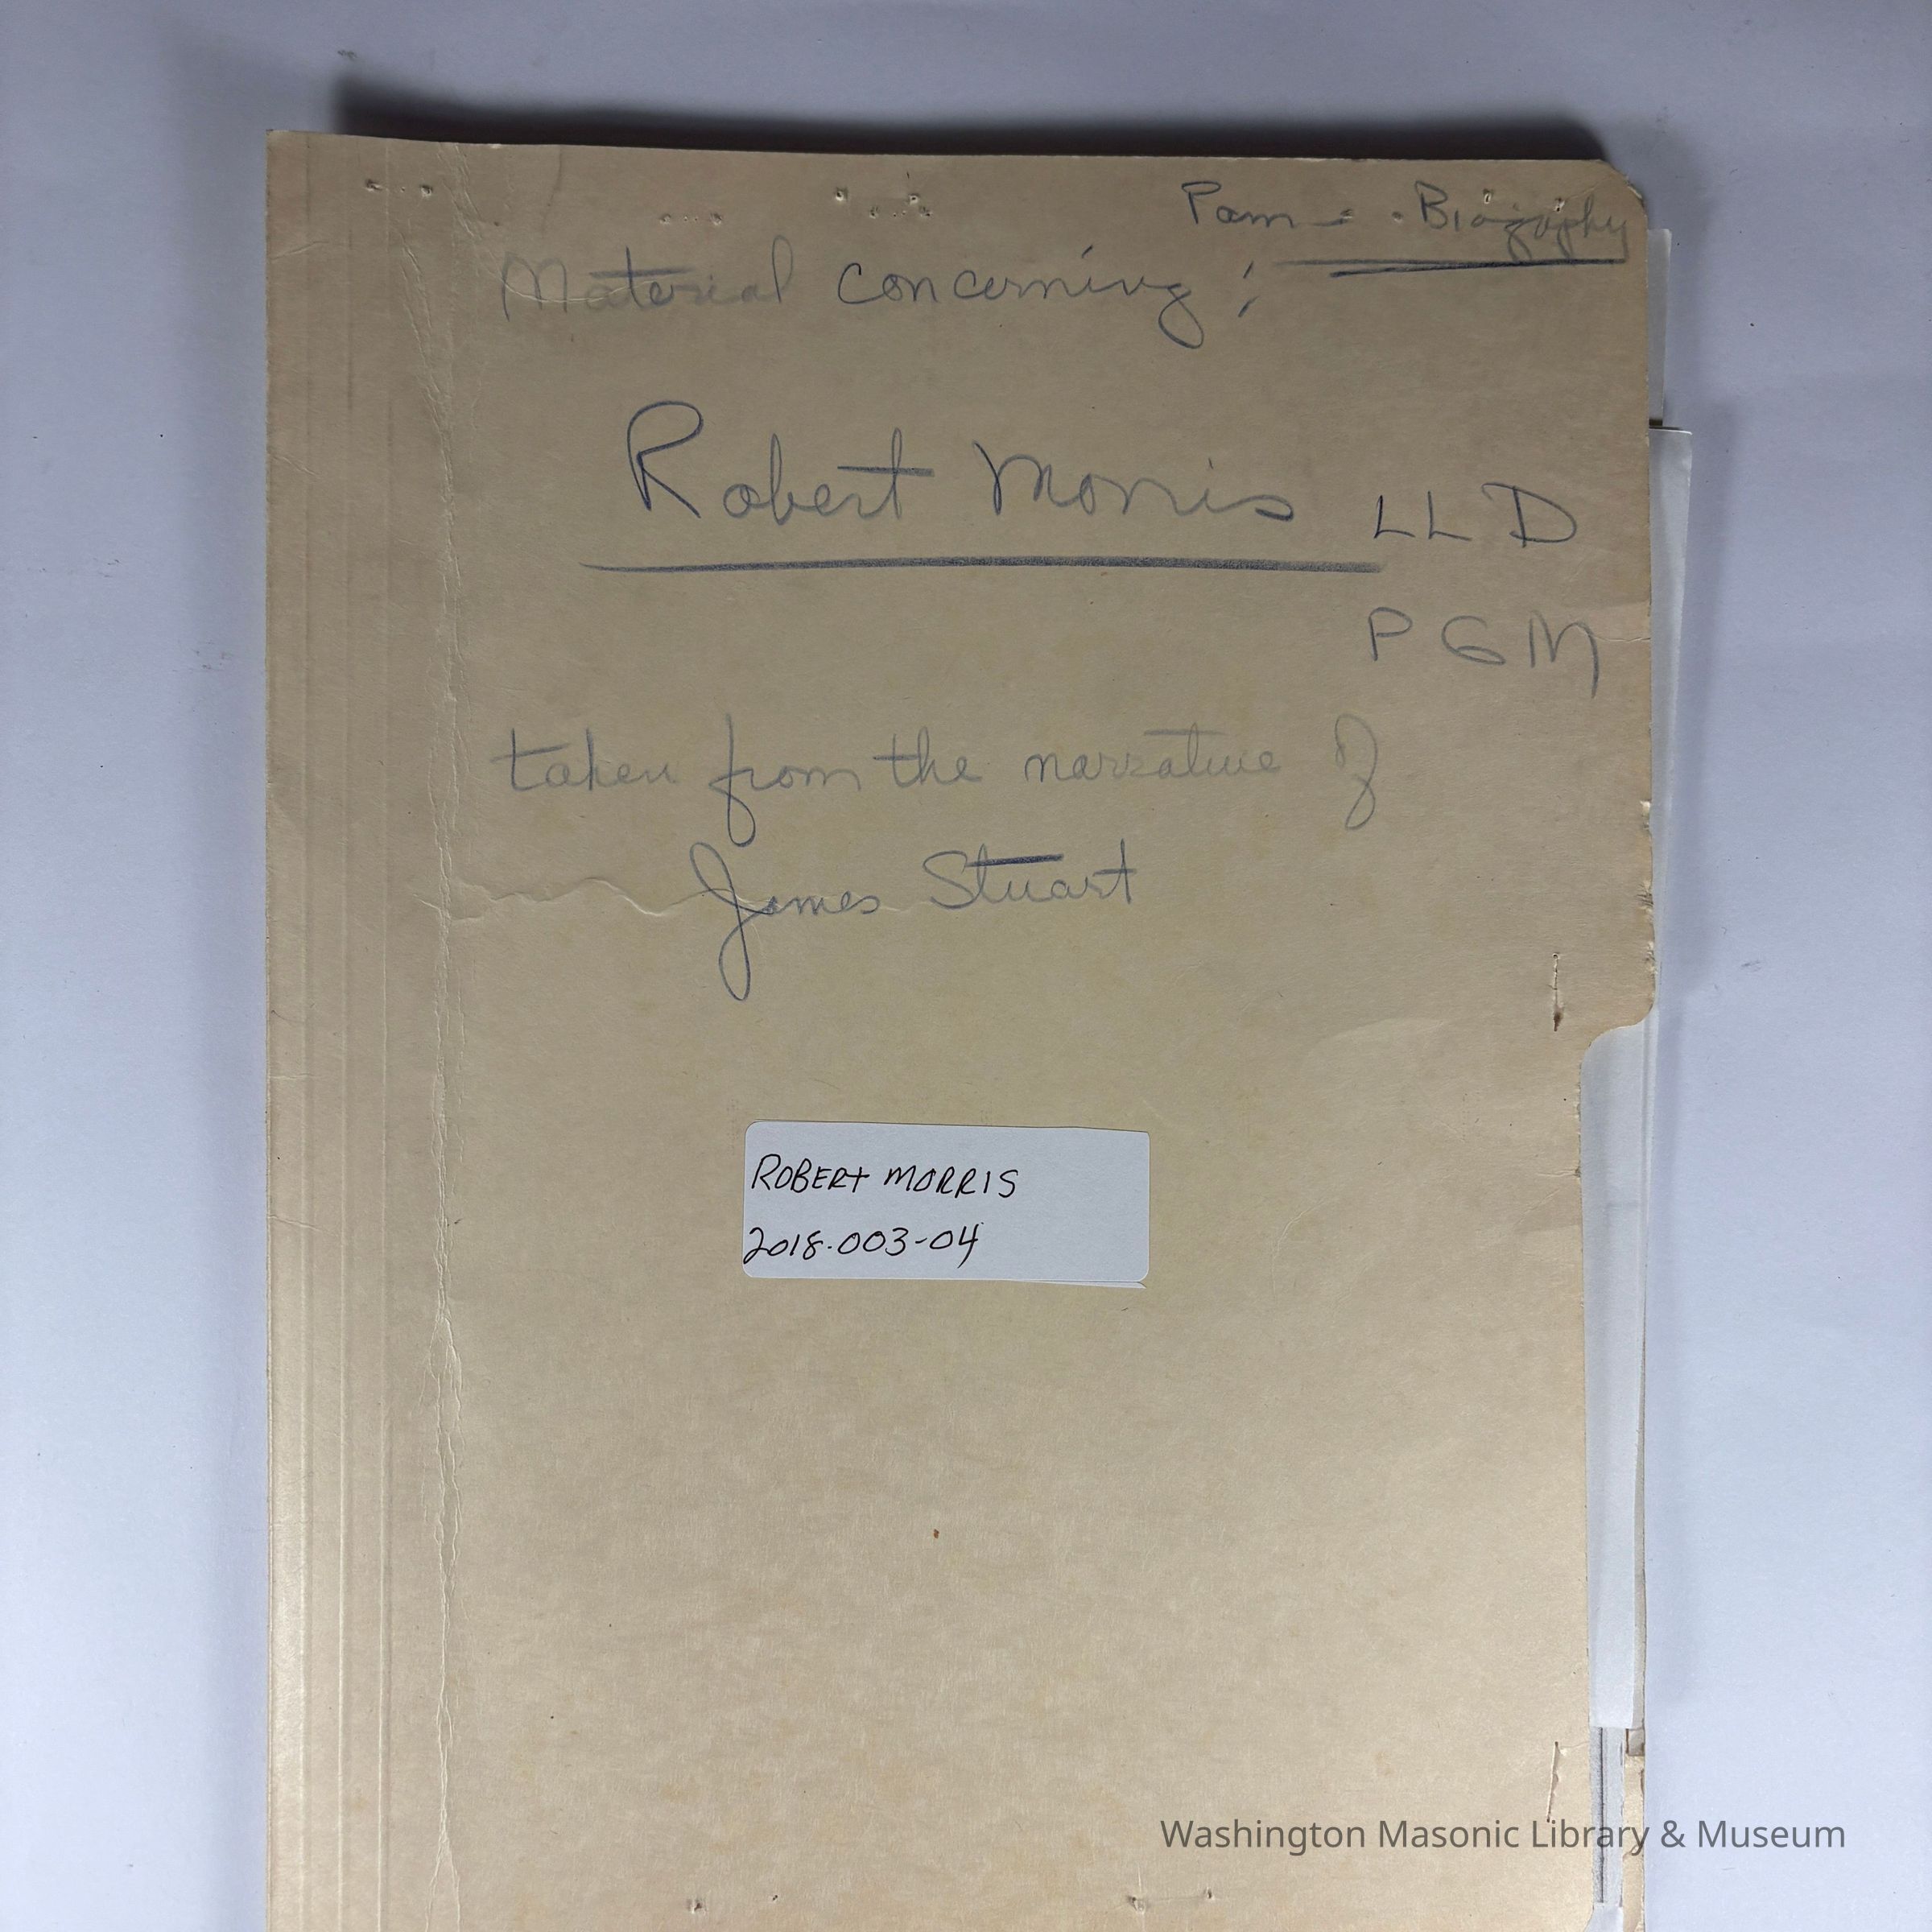 Pam - . Biography
Material concerning:
Robert Morris LLD
PGM
taken from the narrative of
James Stuart
ROBERT MORRIS
2018.003-04
Washington Masonic Library & Museum